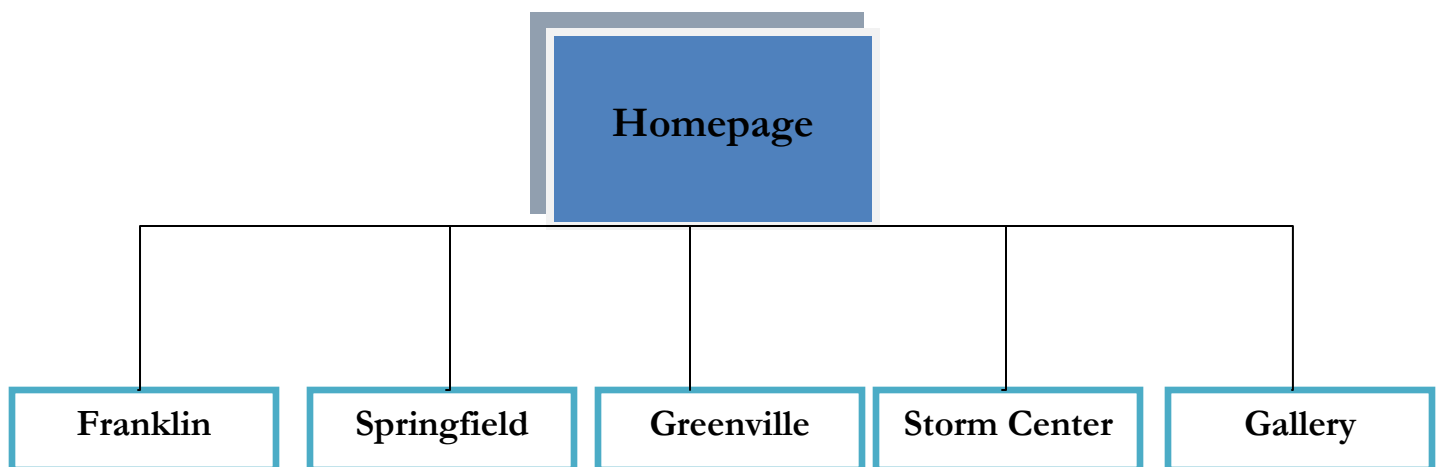 Homepage
Franklin
Springfield
Greenville
Storm Center
Gallery